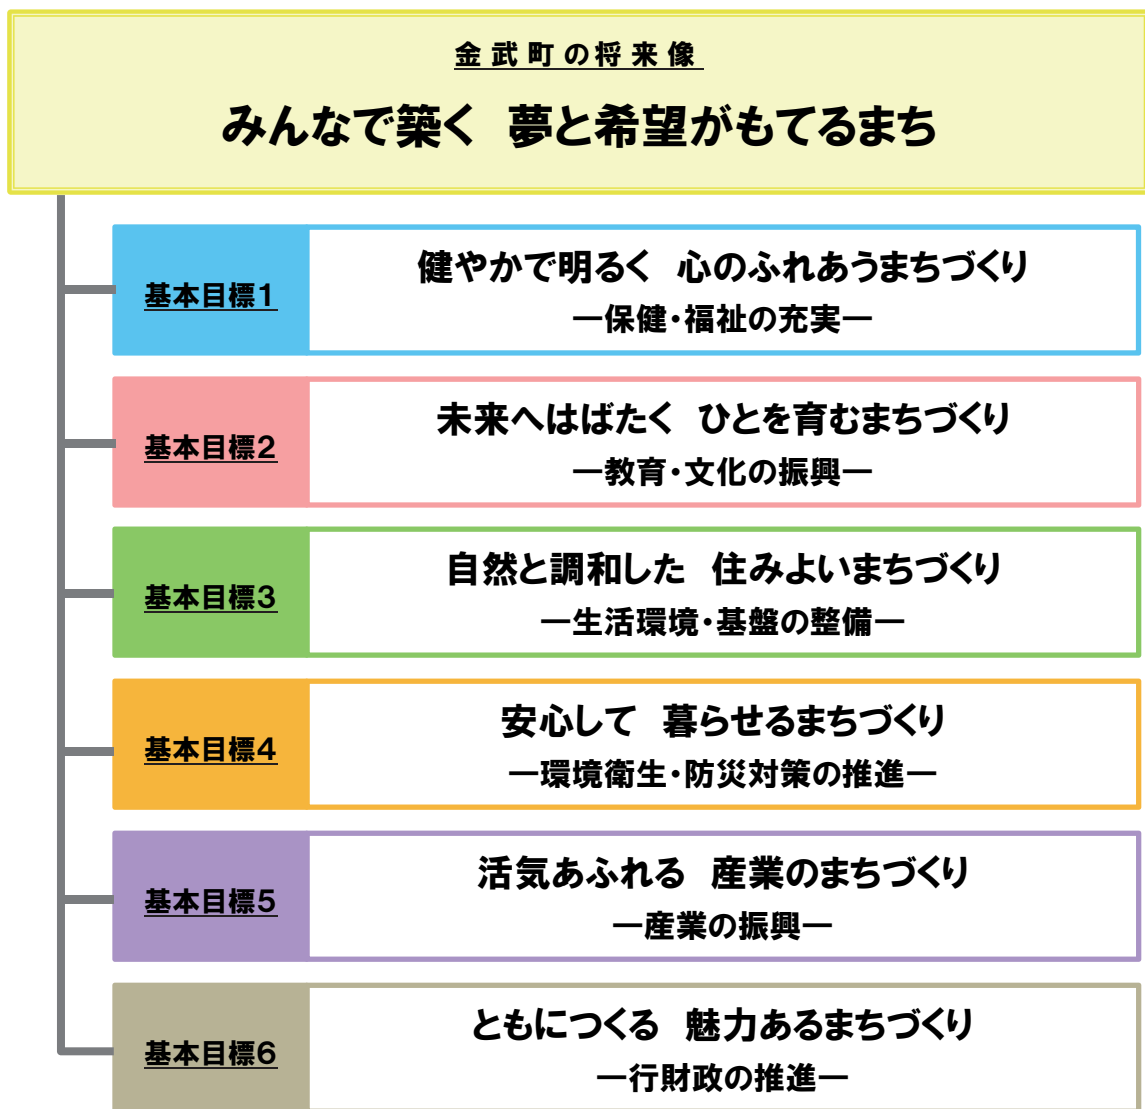 金武町の将来像
みんなで築く 夢と希望がもてるまち
基本目標1
健やかで明るく 心のふれあうまちづくり
―保健・福祉の充実―
基本目標2
未来へはばたく ひとを育むまちづくり
―教育・文化の振興―
基本目標3
自然と調和した 住みよいまちづくり
―生活環境・基盤の整備―
基本目標4
安心して 暮らせるまちづくり
―環境衛生・防災対策の推進―
基本目標5
活気あふれる 産業のまちづくり
―産業の振興―
基本目標6
ともにつくる 魅力あるまちづくり
―行財政の推進―